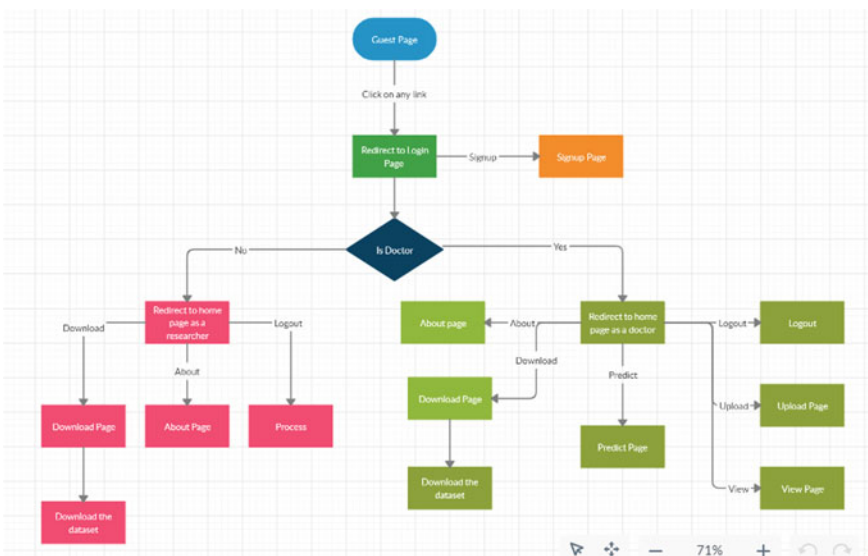 Guest Page
Click on any link
Redirect to Login
Page
Signup
Signup Page
Is Doctor
No
Yes
Redirect to home
page as a
researcher
Download
Logout
About
Download Page
About Page
Process
Download the
dataset
About page
About
Redirect to home
page as a doctor
Logout
Logout
Download
Predict
Download Page
Upload
Upload Page
Predict Page
Download the
dataset
View
View Page
71%